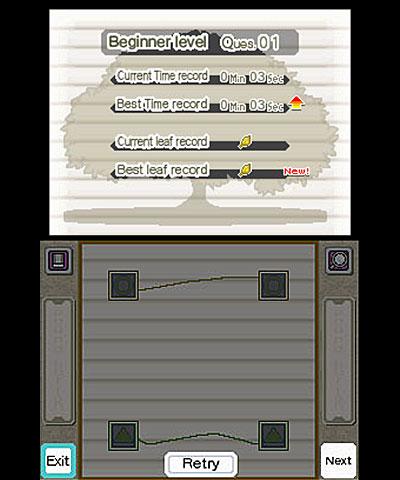 Beginner level Ques.01
Current Time record 0 Min 03 Sec
Best Time record 0 Min 03 Sec
Current leaf record
Best leaf record New!
Exit
Retry
Next